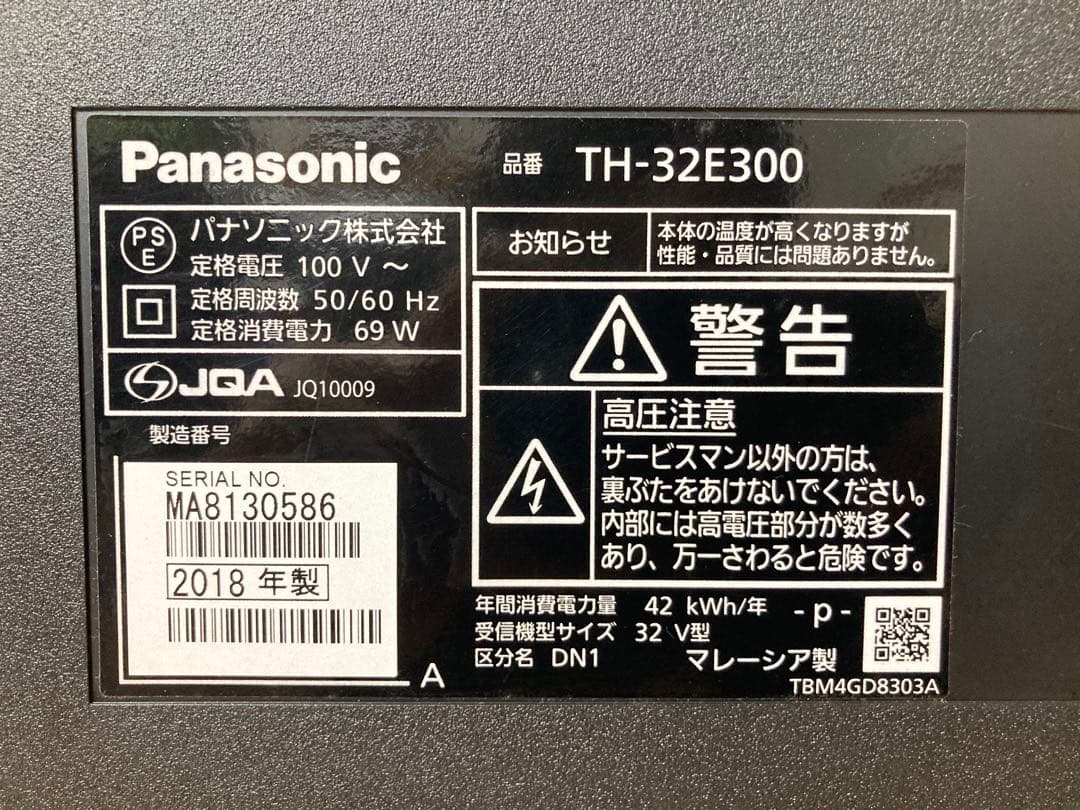 Panasonic
品番 TH-32E300
PSE
パナソニック株式会社
定格電圧 100 V ～
定格周波数 50/60 Hz
定格消費電力 69 W
JQA JQ10009
お知らせ
本体の温度が高くなりますが
性能・品質には問題ありません。
警告
高圧注意
サービスマン以外の方は、
裏ぶたをあけないでください。
内部には高電圧部分が数多く
あり、万一さわると危険です。
製造番号
SERIAL NO.
MA8130586
2018 年製
A
年間消費電力量 42 kWh/年
受信機型サイズ 32 V型
区分名 DN1
- p -
マレーシア製
TBM4GD8303A